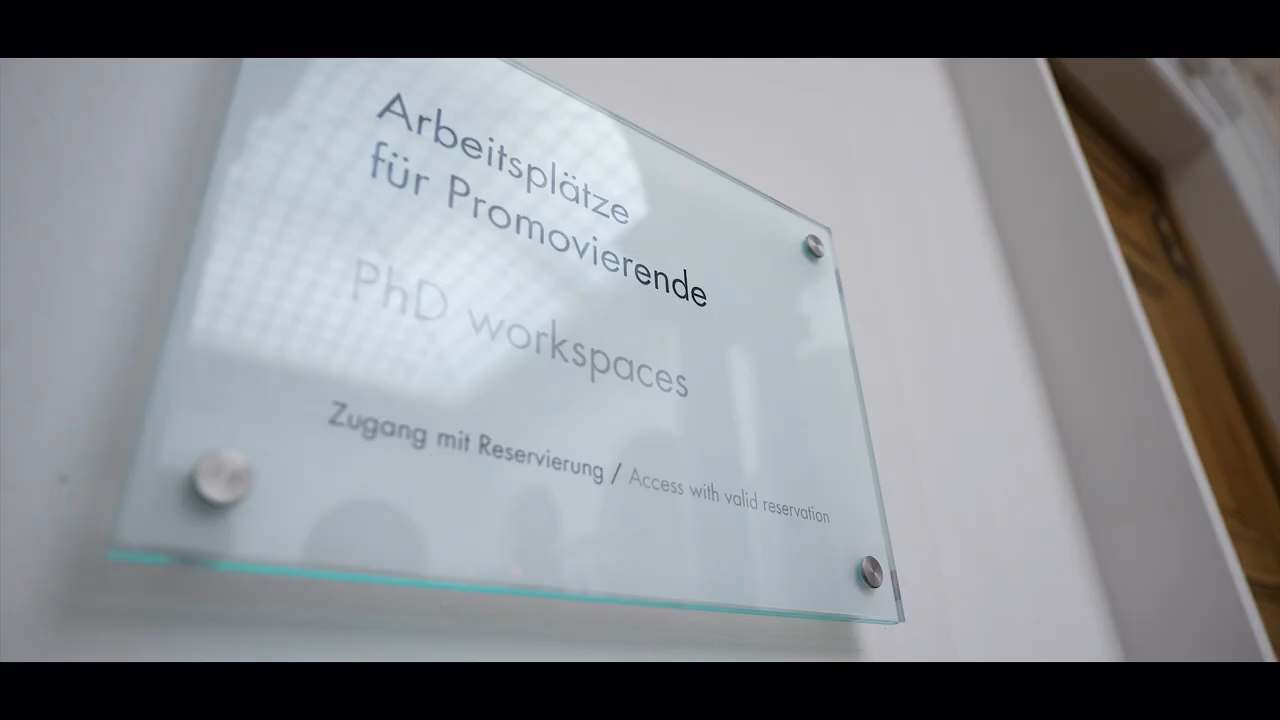 Arbeitsplätze
für Promovierende
PhD workspaces
Zugang mit Reservierung / Access with valid reservation